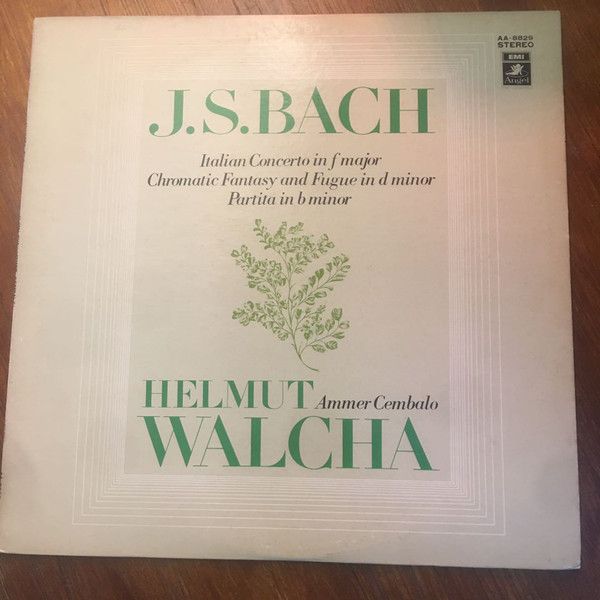 AA-8829
STEREO
EMI
Angel
J.S.BACH
Italian Concerto in f major
Chromatic Fantasy and Fugue in d minor
Partita in b minor
HELMUT Ammer Cembalo
WALCHA